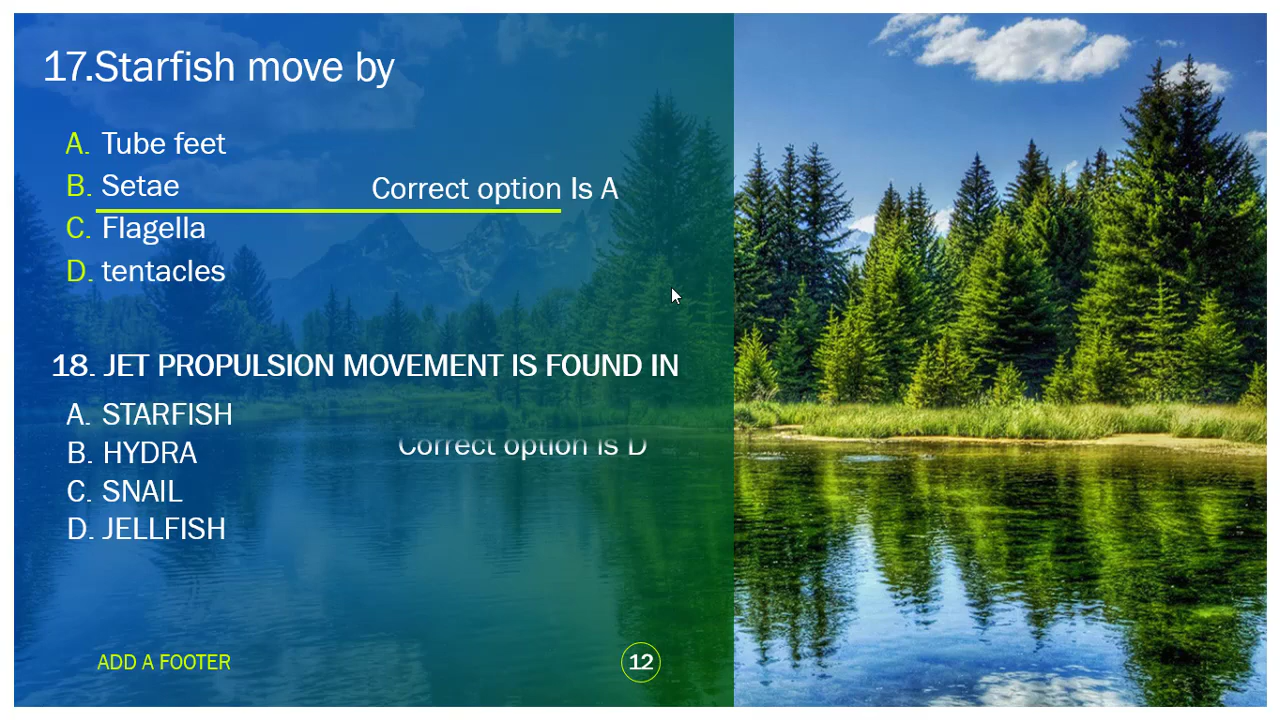 17.Starfish move by
A. Tube feet
B. Setae
Correct option Is A
C. Flagella
D. tentacles
18. JET PROPULSION MOVEMENT IS FOUND IN
A. STARFISH
B. HYDRA
Correct option is D
C. SNAIL
D. JELLFISH
ADD A FOOTER
12